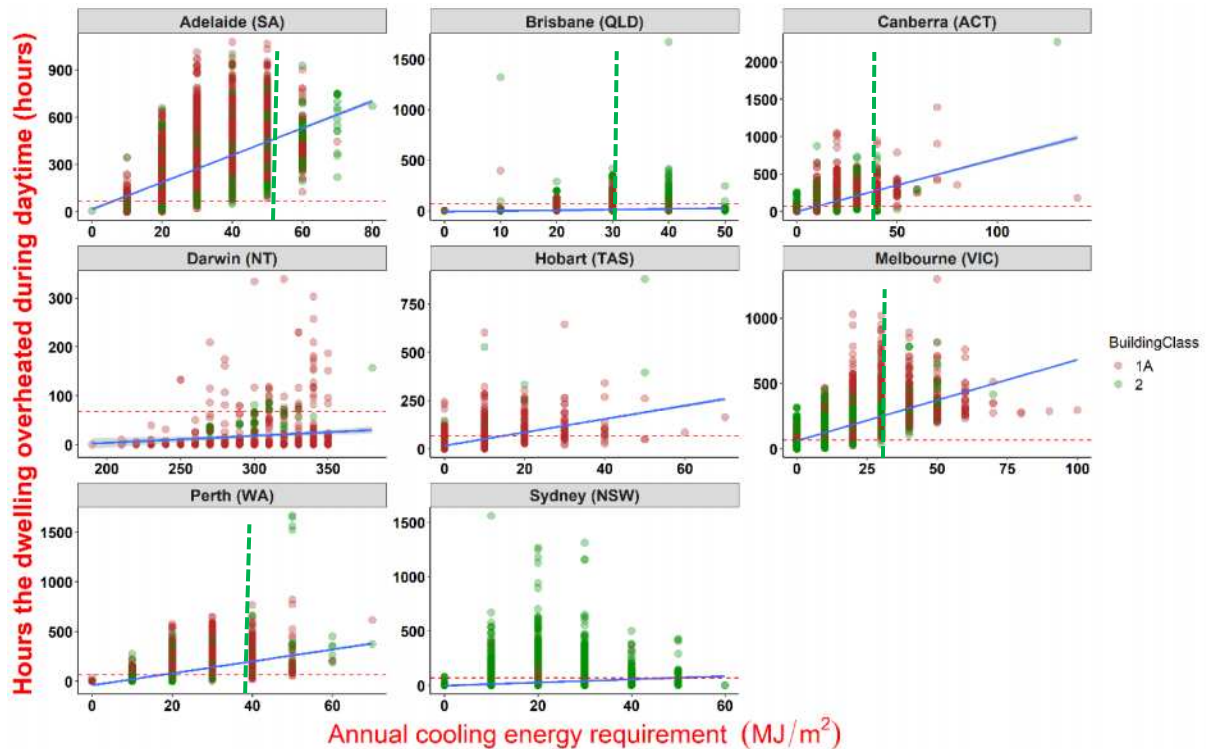 Hours the dwelling overheated during daytime (hours)
Adelaide (SA)
900
600
300
0
0 20 40 60 80
Brisbane (QLD)
1500
1000
500
0
0 10 20 30 40 50
Canberra (ACT)
2000
1500
1000
500
0
0 50 100
Darwin (NT)
300
200
100
0
200 250 300 350
Hobart (TAS)
750
500
250
0
0 20 40 60
Melbourne (VIC)
1000
500
0
0 25 50 75 100
Perth (WA)
1500
1000
500
0
0 20 40 60
Sydney (NSW)
1500
1000
500
0
0 20 40 60
BuildingClass
1A
2
Annual cooling energy requirement (MJ/m²)